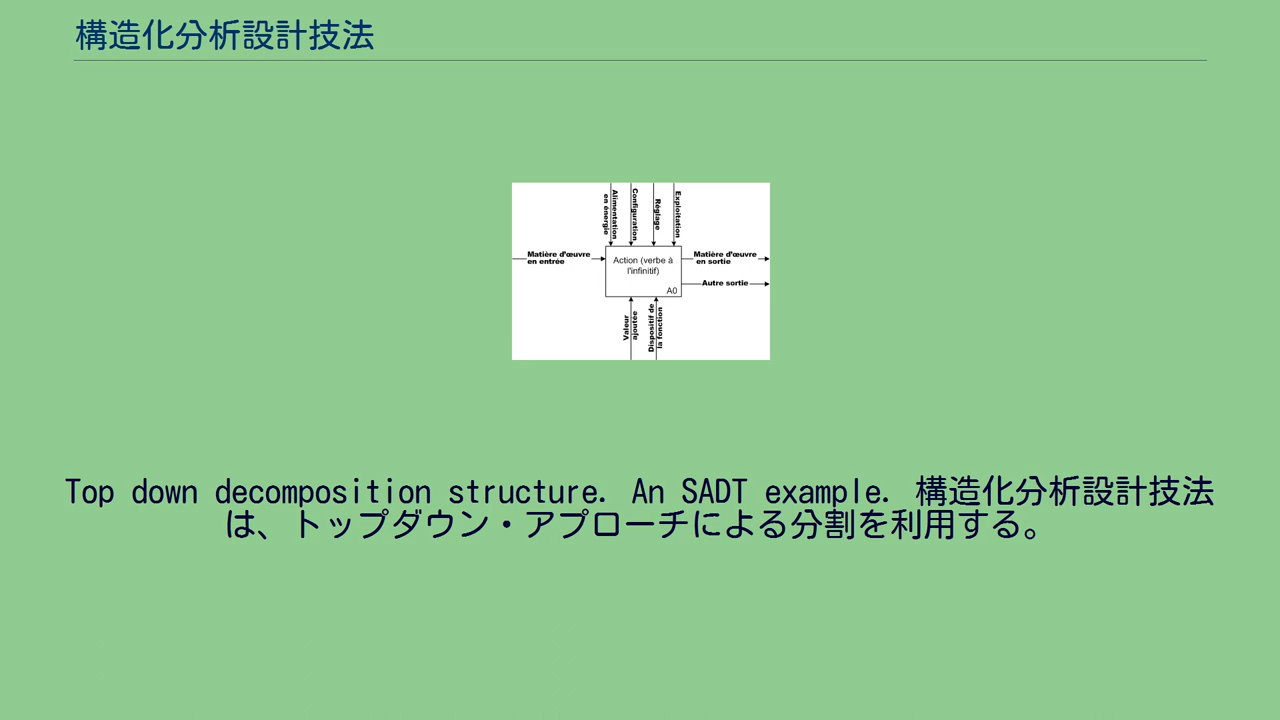 構造化分析設計技法
Alimentation
en énergie
Configuration
Réglage
Exploitation
Matière d'œuvre
en entrée
Action (verbe à
l'infinitif)
A0
Matière d'œuvre
en sortie
Autre sortie
Valeur
ajoutée
Dispositif de
la fonction
Top down decomposition structure. An SADT example. 構造化分析設計技法
は、トップダウン・アプローチによる分割を利用する。